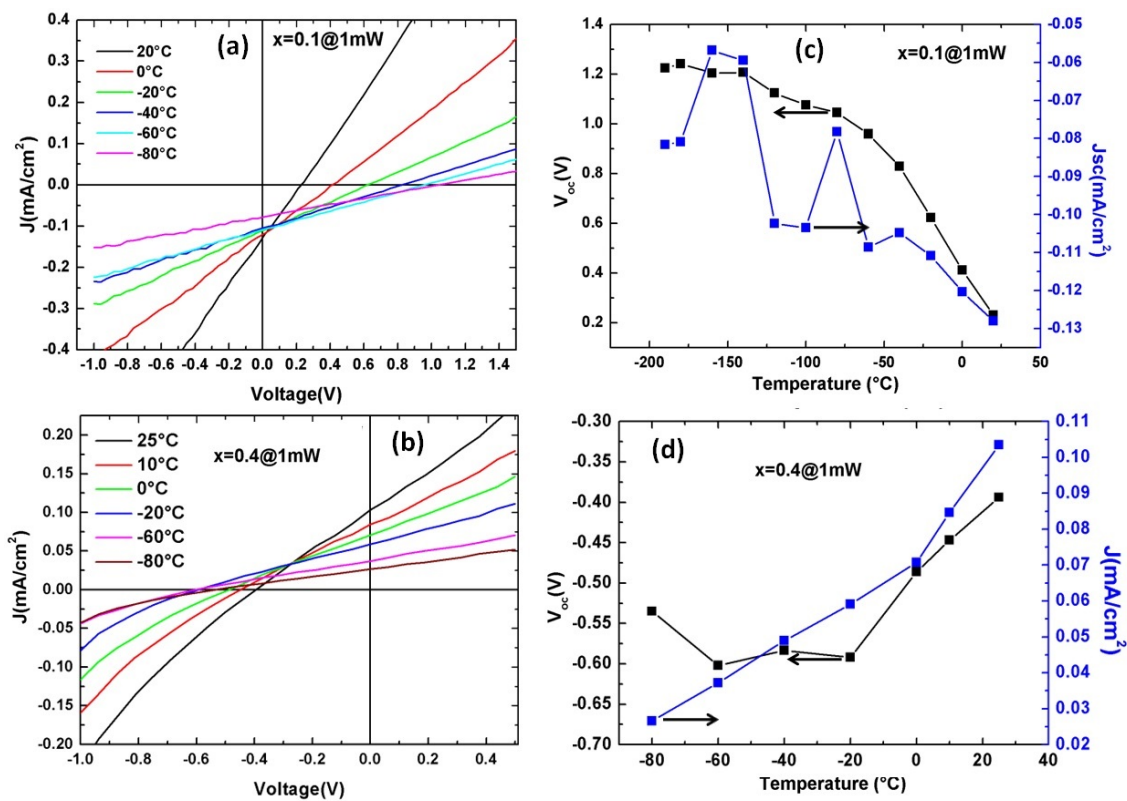 (a)
x=0.1@1mW
20°C
0°C
-20°C
-40°C
-60°C
-80°C
0.4
0.3
0.2
0.1
0.0
-0.1
-0.2
-0.3
-0.4
J(mA/cm²)
-1.0 -0.8 -0.6 -0.4 -0.2 0.0 0.2 0.4 0.6 0.8 1.0 1.2 1.4
Voltage(V)
(c)
x=0.1@1mW
1.4
1.2
1.0
0.8
0.6
0.4
0.2
Voc(V)
-0.05
-0.06
-0.07
-0.08
-0.09
-0.10
-0.11
-0.12
-0.13
Jsc(mA/cm²)
-200 -150 -100 -50 0 50
Temperature (°C)
(b)
x=0.4@1mW
25°C
10°C
0°C
-20°C
-60°C
-80°C
0.20
0.15
0.10
0.05
0.00
-0.05
-0.10
-0.15
-0.20
J(mA/cm²)
-1.0 -0.8 -0.6 -0.4 -0.2 0.0 0.2 0.4
Voltage(V)
(d)
x=0.4@1mW
-0.30
-0.35
-0.40
-0.45
-0.50
-0.55
-0.60
-0.65
-0.70
Voc(V)
0.11
0.10
0.09
0.08
0.07
0.06
0.05
0.04
0.03
0.02
J(mA/cm²)
-80 -60 -40 -20 0 20 40
Temperature (°C)